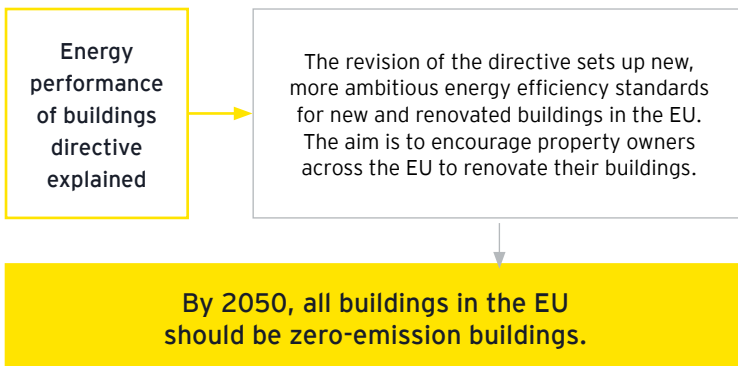 Energy
performance
of buildings
directive
explained
The revision of the directive sets up new,
more ambitious energy efficiency standards
for new and renovated buildings in the EU.
The aim is to encourage property owners
across the EU to renovate their buildings.
By 2050, all buildings in the EU
should be zero-emission buildings.